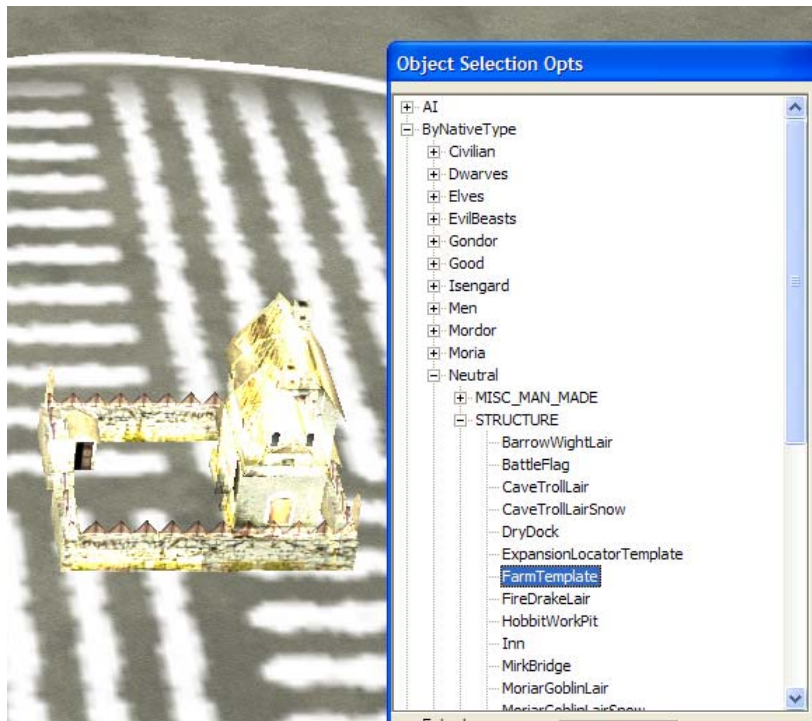 Object Selection Opts
AI
ByNativeType
Civilian
Dwarves
Elves
EvilBeasts
Gondor
Good
Isengard
Men
Mordor
Moria
Neutral
MISC_MAN_MADE
STRUCTURE
BarrowWightLair
BattleFlag
CaveTrollLair
CaveTrollLairSnow
DryDock
ExpansionLocatorTemplate
FarmTemplate
FireDrakeLair
HobbitWorkPit
Inn
MirkBridge
MoriarGoblinLair
MoriarGoblinLairSnow